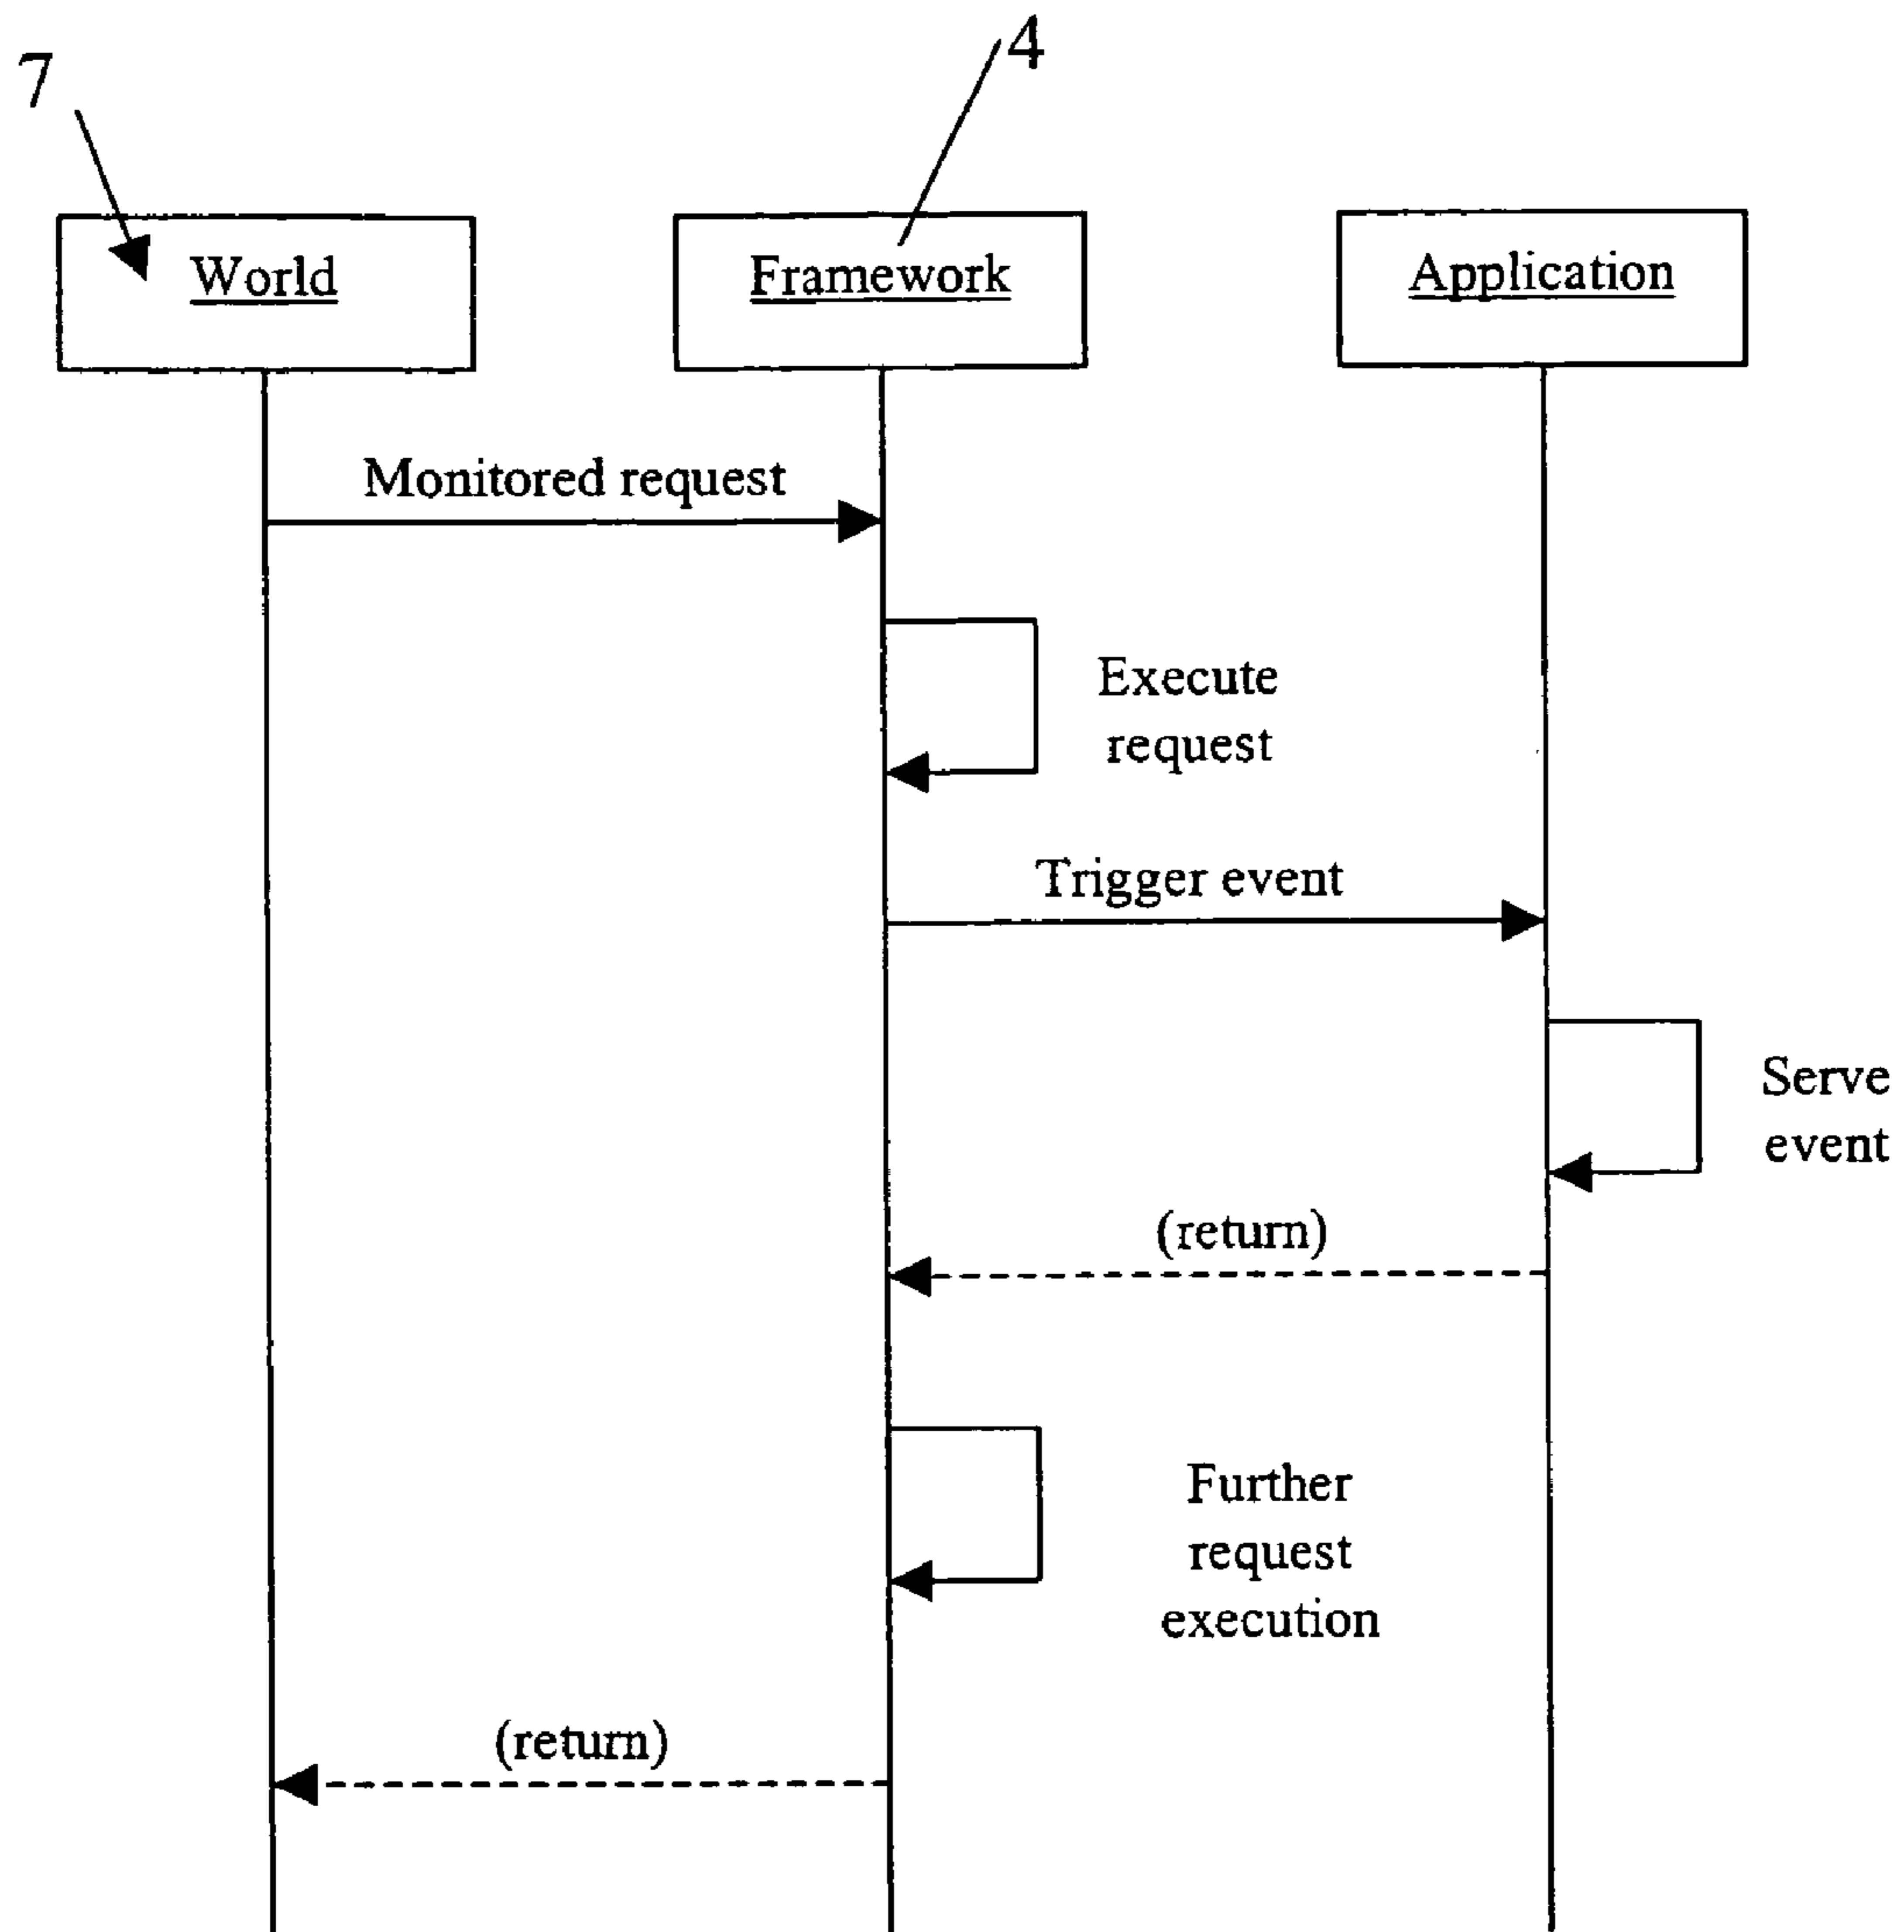 7
4
World
Framework
Application
Monitored request
Execute
request
Trigger event
Serve
event
(return)
Further
request
execution
(return)